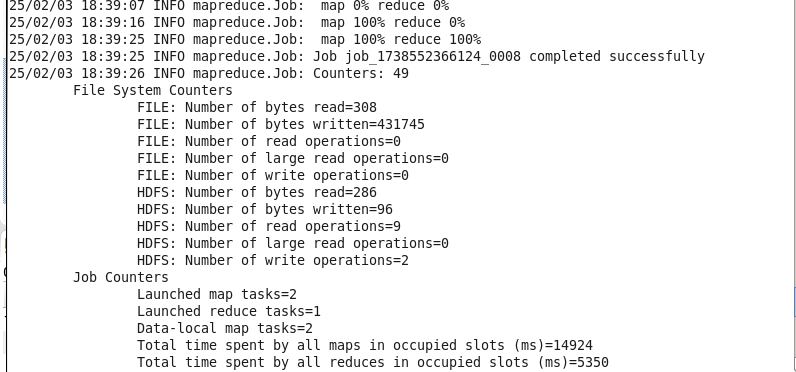 25/02/03 18:39:07 INFO mapreduce.Job:  map 0% reduce 0%
25/02/03 18:39:16 INFO mapreduce.Job:  map 100% reduce 0%
25/02/03 18:39:25 INFO mapreduce.Job:  map 100% reduce 100%
25/02/03 18:39:25 INFO mapreduce.Job: Job job_1738552366124_0008 completed successfully
25/02/03 18:39:26 INFO mapreduce.Job: Counters: 49
File System Counters
FILE: Number of bytes read=308
FILE: Number of bytes written=431745
FILE: Number of read operations=0
FILE: Number of large read operations=0
FILE: Number of write operations=0
HDFS: Number of bytes read=286
HDFS: Number of bytes written=96
HDFS: Number of read operations=9
HDFS: Number of large read operations=0
HDFS: Number of write operations=2
Job Counters
Launched map tasks=2
Launched reduce tasks=1
Data-local map tasks=2
Total time spent by all maps in occupied slots (ms)=14924
Total time spent by all reduces in occupied slots (ms)=5350